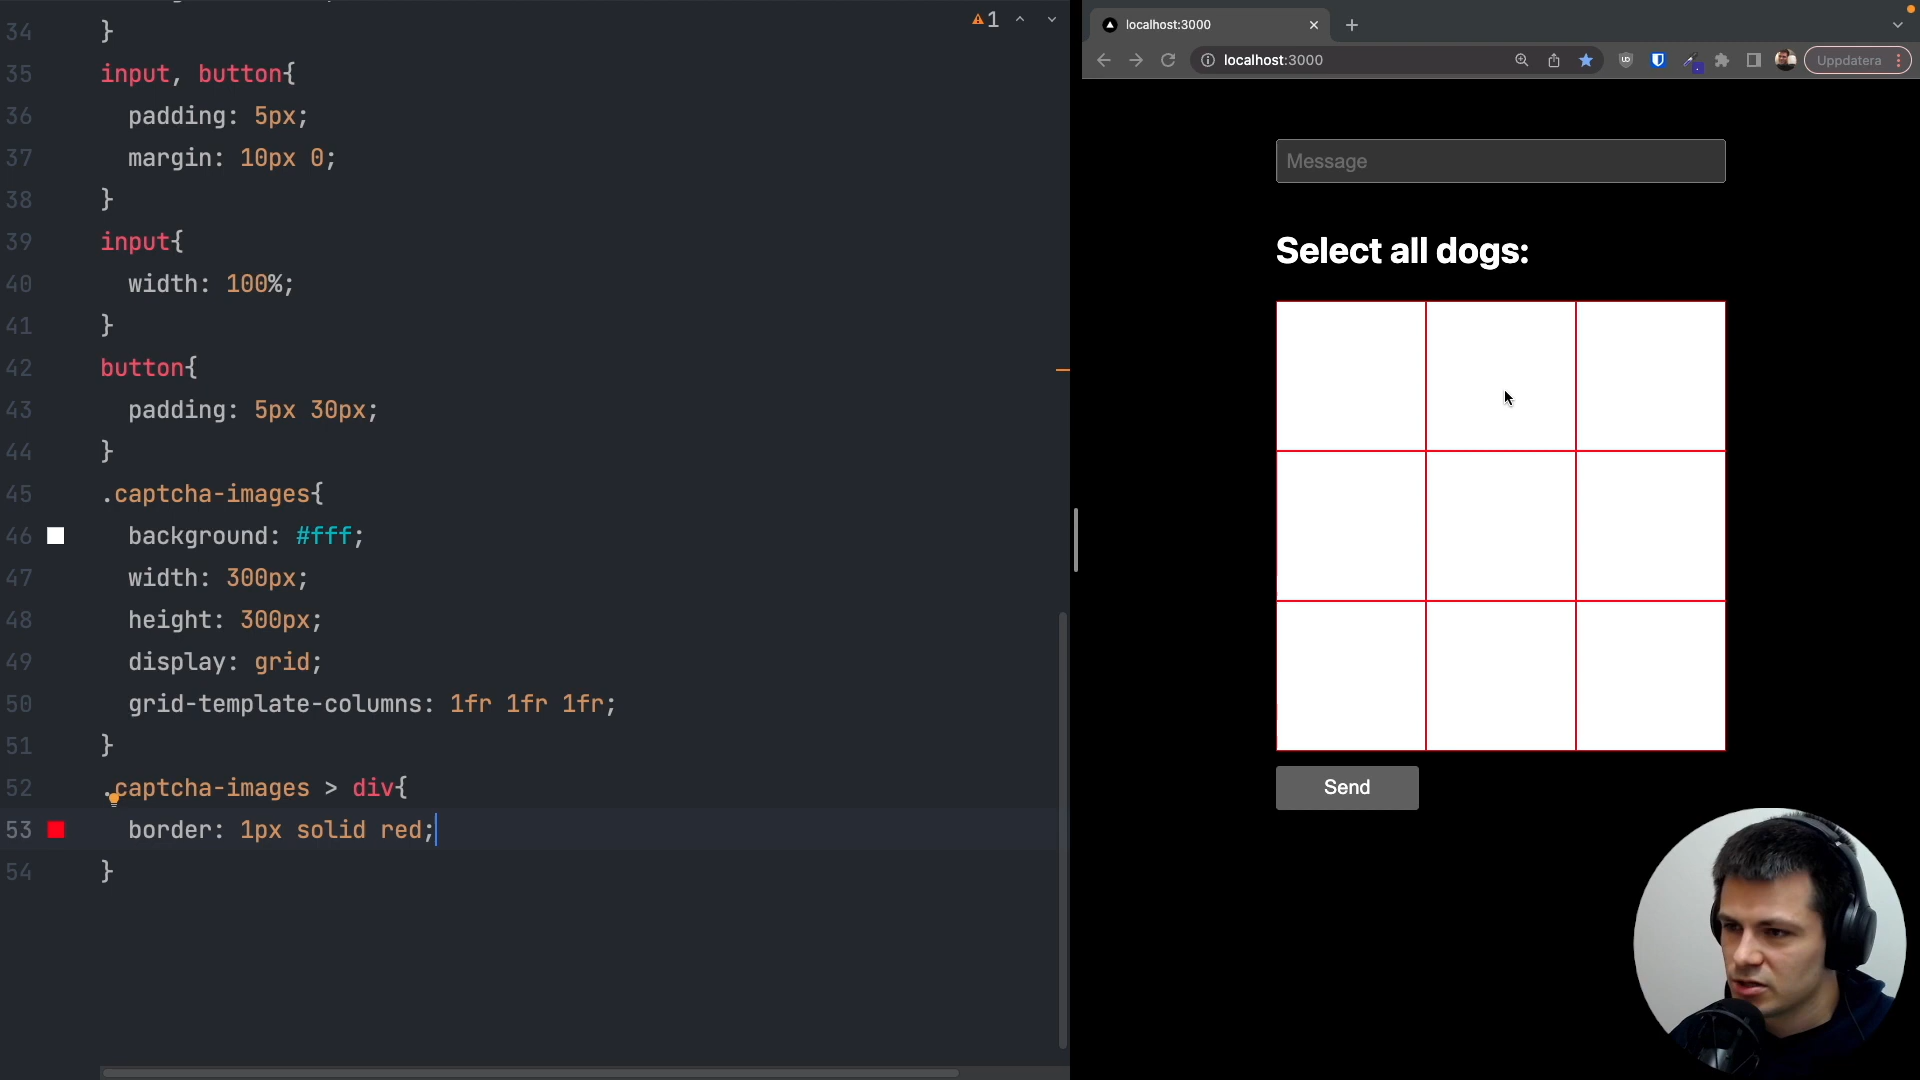 34 }
35 input, button{
36 padding: 5px;
37 margin: 10px 0;
38 }
39 input{
40 width: 100%;
41 }
42 button{
43 padding: 5px 30px;
44 }
45 .captcha-images{
46 background: #fff;
47 width: 300px;
48 height: 300px;
49 display: grid;
50 grid-template-columns: 1fr 1fr 1fr;
51 }
52 .captcha-images > div{
53 border: 1px solid red;
54 }
1
localhost:3000
localhost:3000
Uppdatera
Message
Select all dogs:
Send